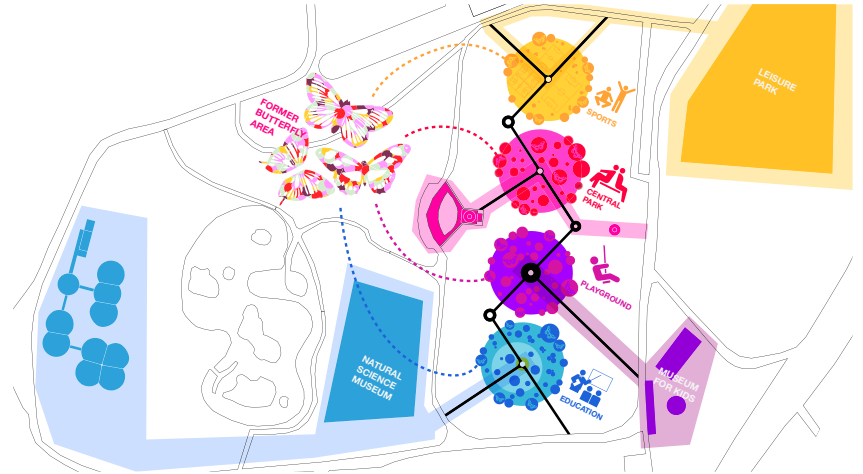 LEISURE
PARK
FORMER
BUTTERFLY
AREA
SPORTS
CENTRAL
PARK
PLAYGROUND
NATURAL
SCIENCE
MUSEUM
MUSEUM
FOR KIDS
EDUCATION